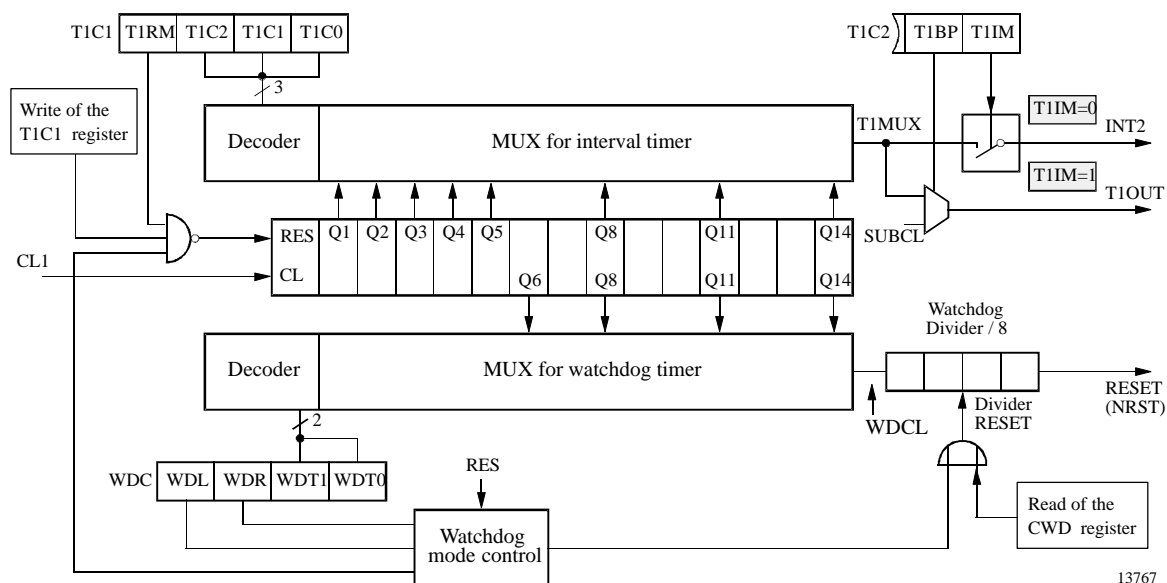 T1C1 T1RM T1C2 T1C1 T1C0
T1C2 T1BP T1IM
3
Write of the
T1C1 register
Decoder
MUX for interval timer
T1MUX
T1IM=0
INT2
T1IM=1
T1OUT
SUBCL
RES Q1 Q2 Q3 Q4 Q5 Q8 Q11 Q14
CL1
CL Q6 Q8 Q11 Q14
Watchdog
Divider / 8
Decoder
MUX for watchdog timer
RESET
(NRST)
Divider
RESET
WDCL
2
WDC WDL WDR WDT1 WDT0
RES
Read of the
CWD register
Watchdog
mode control
13767